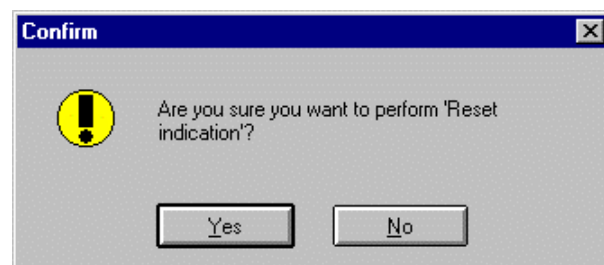 Confirm
Are you sure you want to perform 'Reset
indication'?
Yes
No